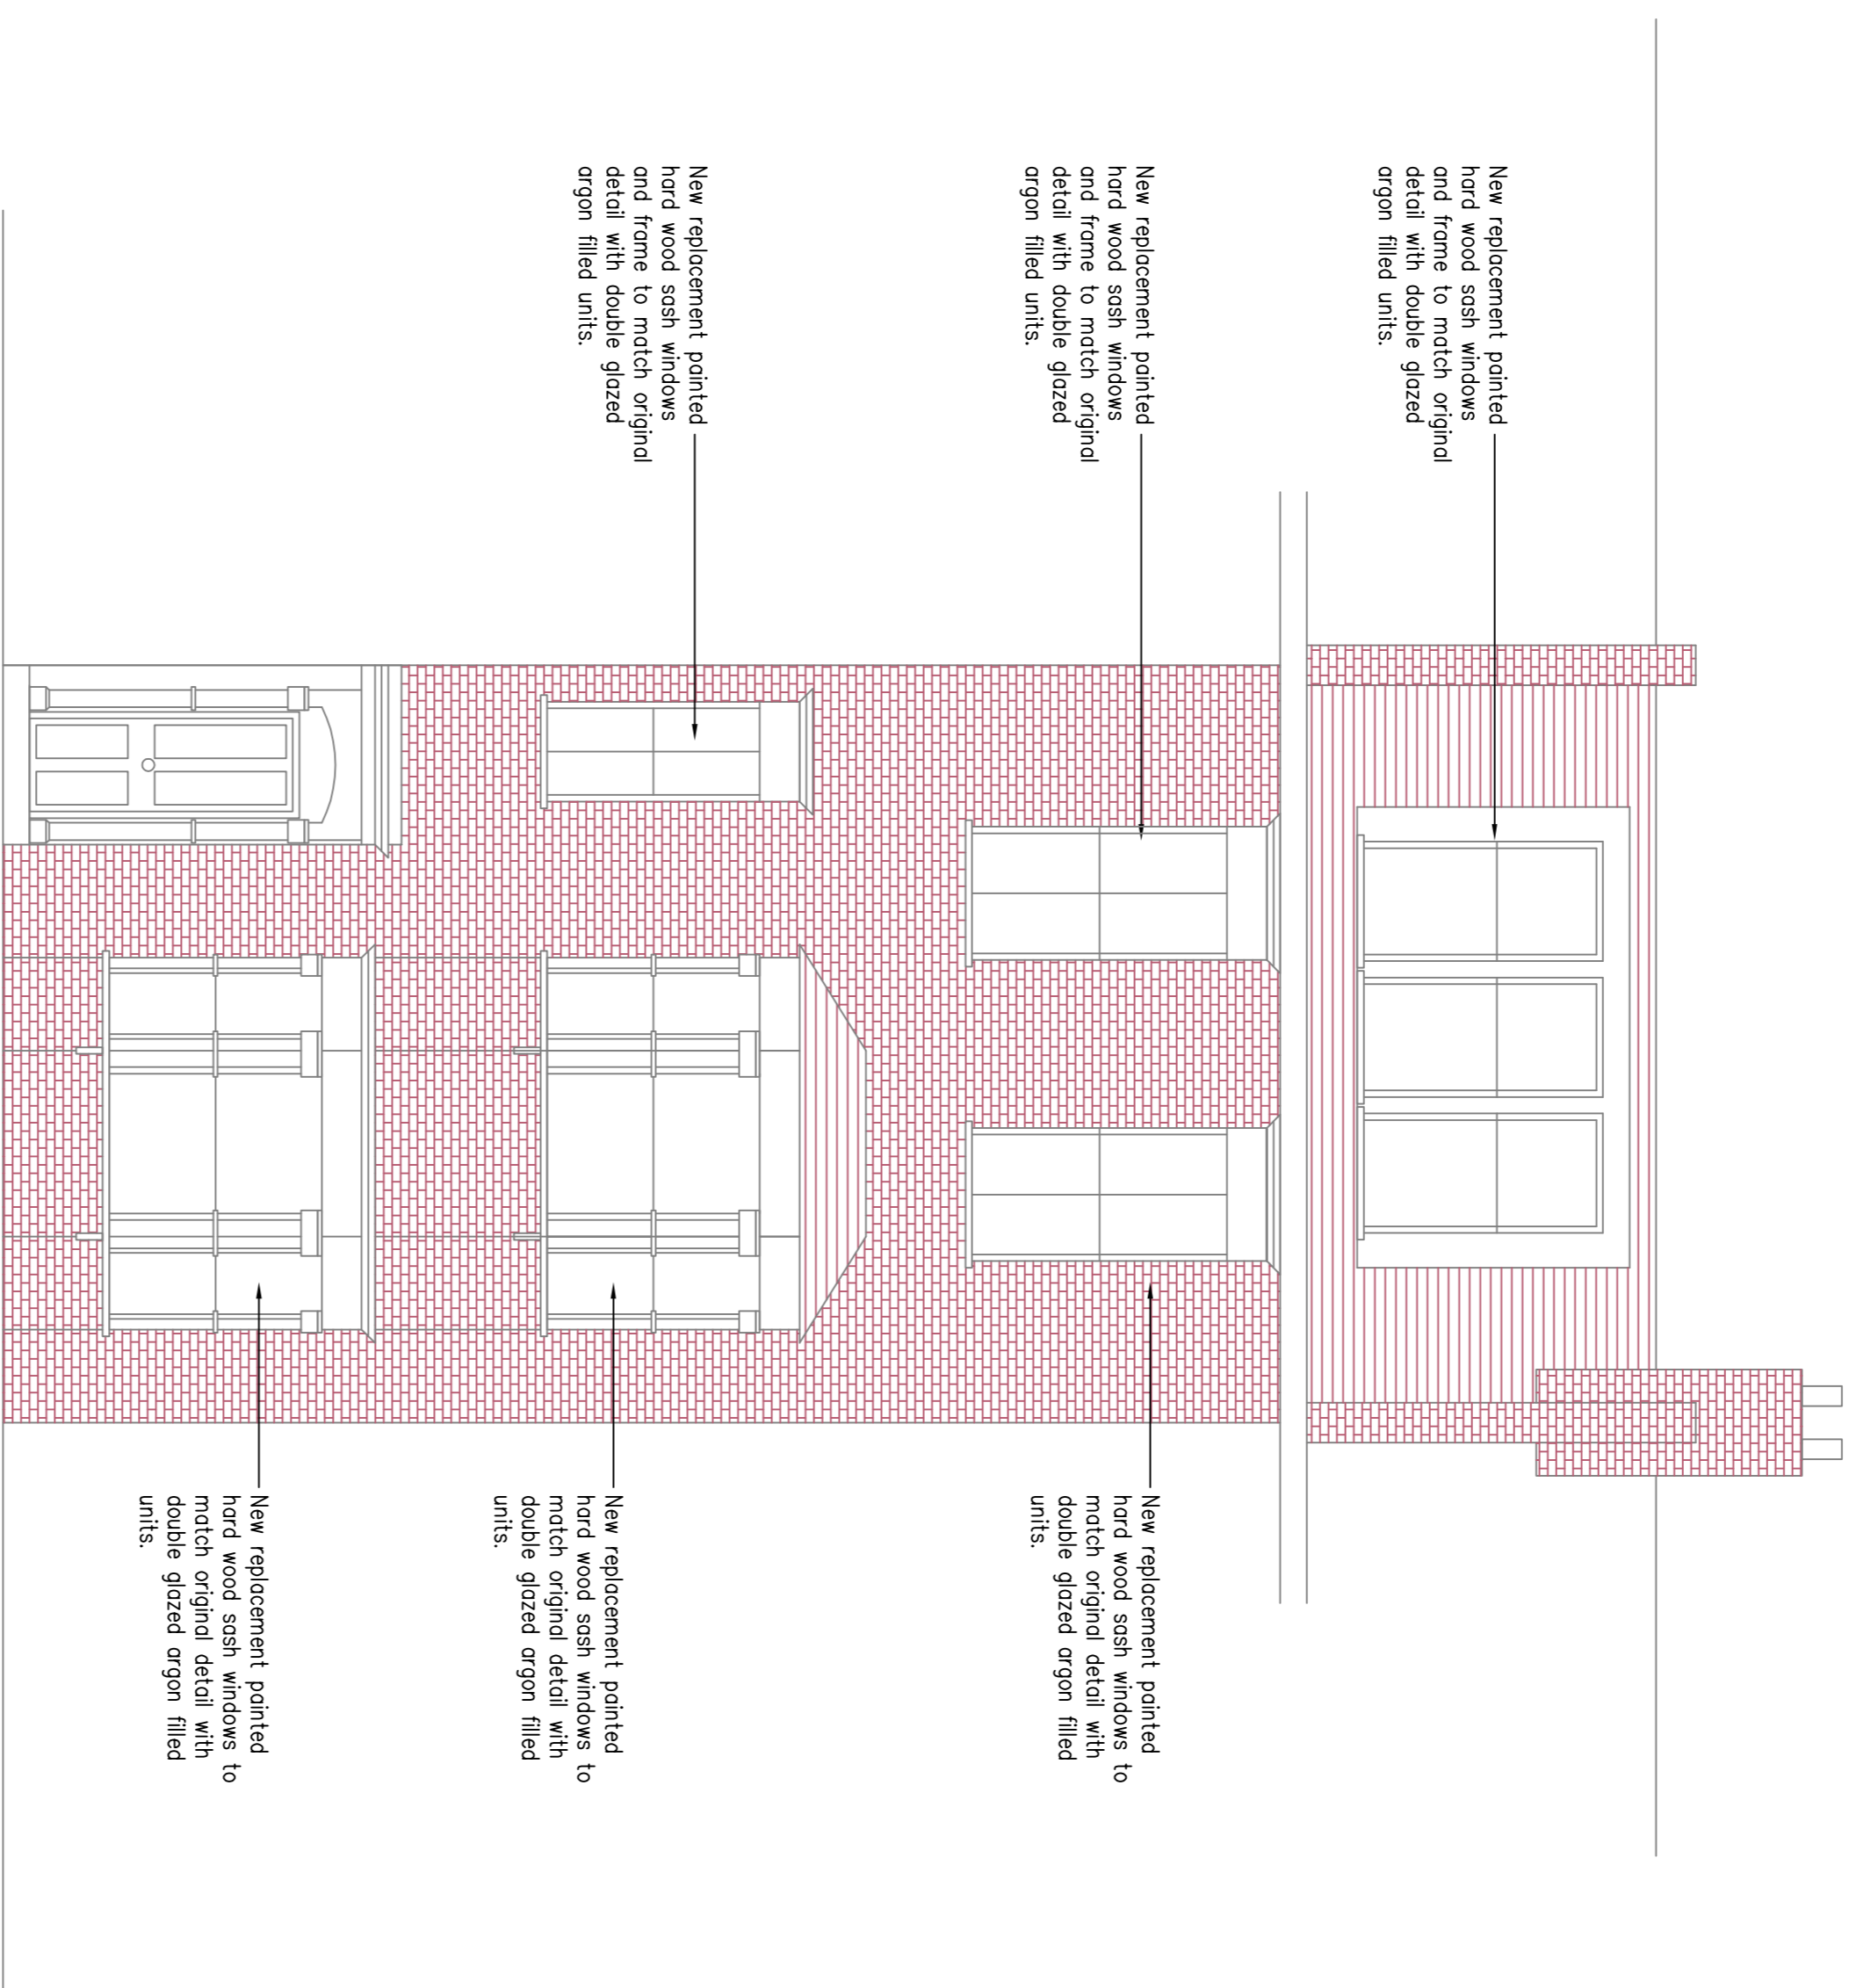 New replacement painted
hard wood sash windows
and frame to match original
detail with double glazed
argon filled units.
New replacement painted
hard wood sash windows
and frame to match original
detail with double glazed
argon filled units.
New replacement painted
hard wood sash windows
and frame to match original
detail with double glazed
argon filled units.
New replacement painted
hard wood sash windows to
match original detail with
double glazed argon filled
units.
New replacement painted
hard wood sash windows to
match original detail with
double glazed argon filled
units.
New replacement painted
hard wood sash windows to
match original detail with
double glazed argon filled
units.